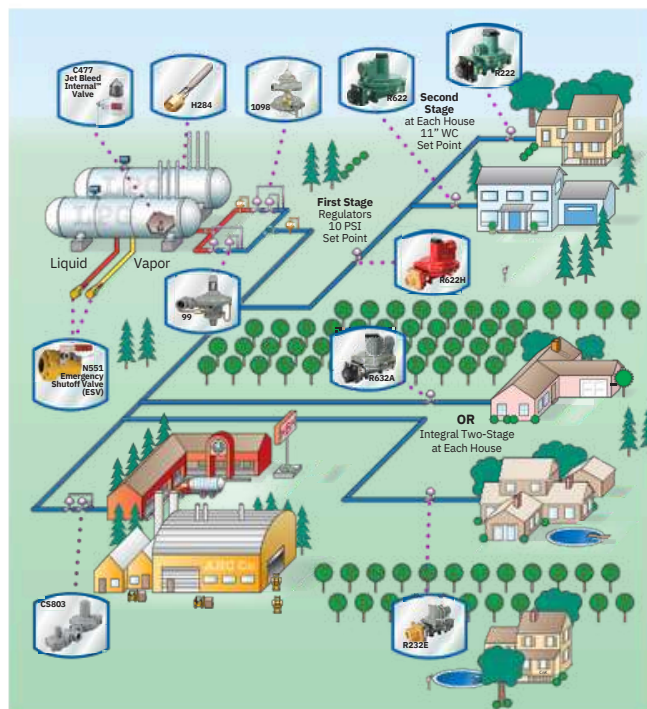 C477
Jet Bleed
Internal™
Valve
H284
1098
R622
R222
Second
Stage
at Each House
11" WC
Set Point
First Stage
Regulators
10 PSI
Set Point
Liquid
Vapor
99
R622H
N551
Emergency
Shutoff Valve
(ESV)
R632A
OR
Integral Two-Stage
at Each House
ABC Co.
CS803
R232E